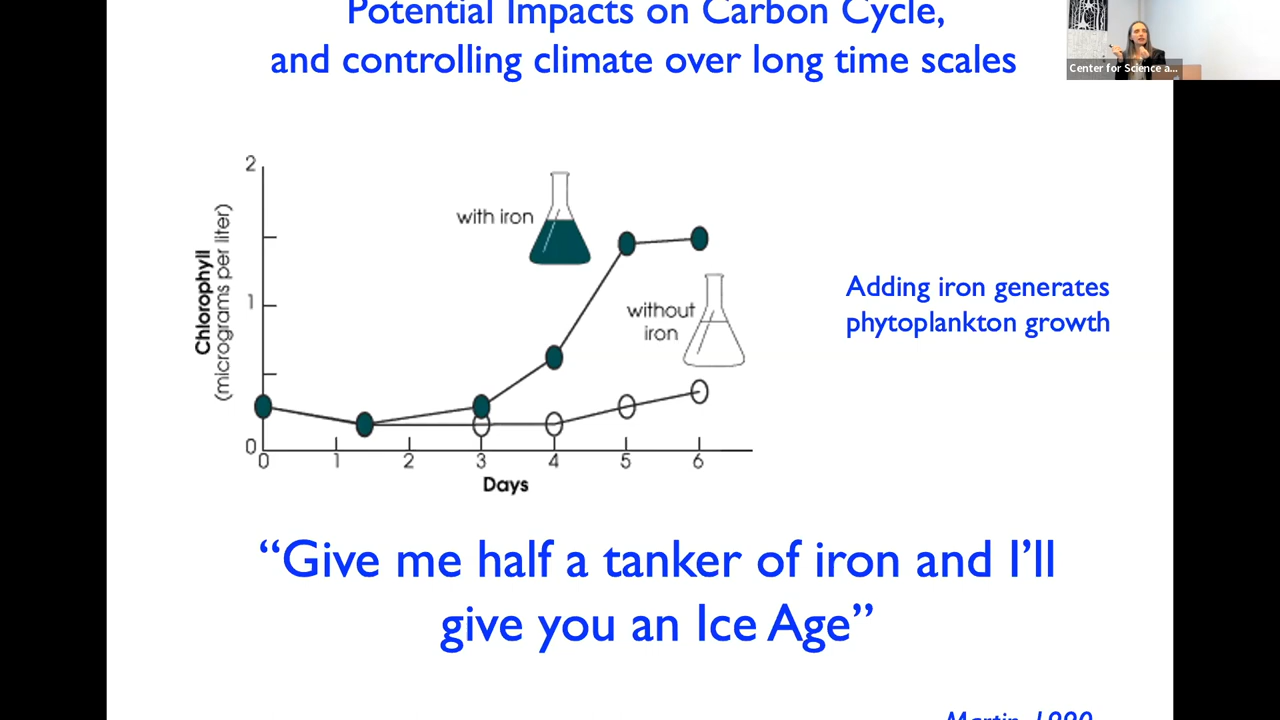 Potential Impacts on Carbon Cycle,
and controlling climate over long time scales
Center for Science a...
2
with iron
without
iron
1
0
Chlorophyll
(micrograms per liter)
0 1 2 3 4 5 6
Days
Adding iron generates
phytoplankton growth
“Give me half a tanker of iron and I’ll
give you an Ice Age”
Martin, 1990